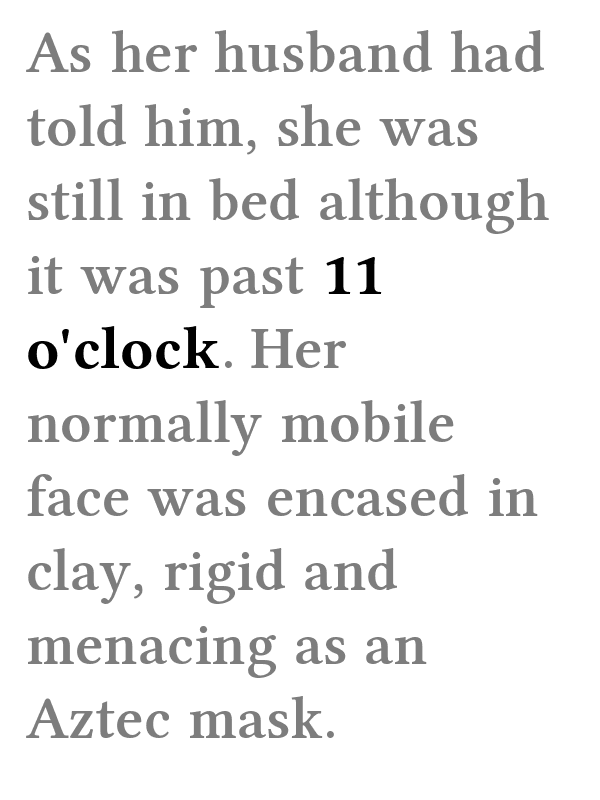 As her husband had
told him, she was
still in bed although
it was past 11
o'clock. Her
normally mobile
face was encased in
clay, rigid and
menacing as an
Aztec mask.